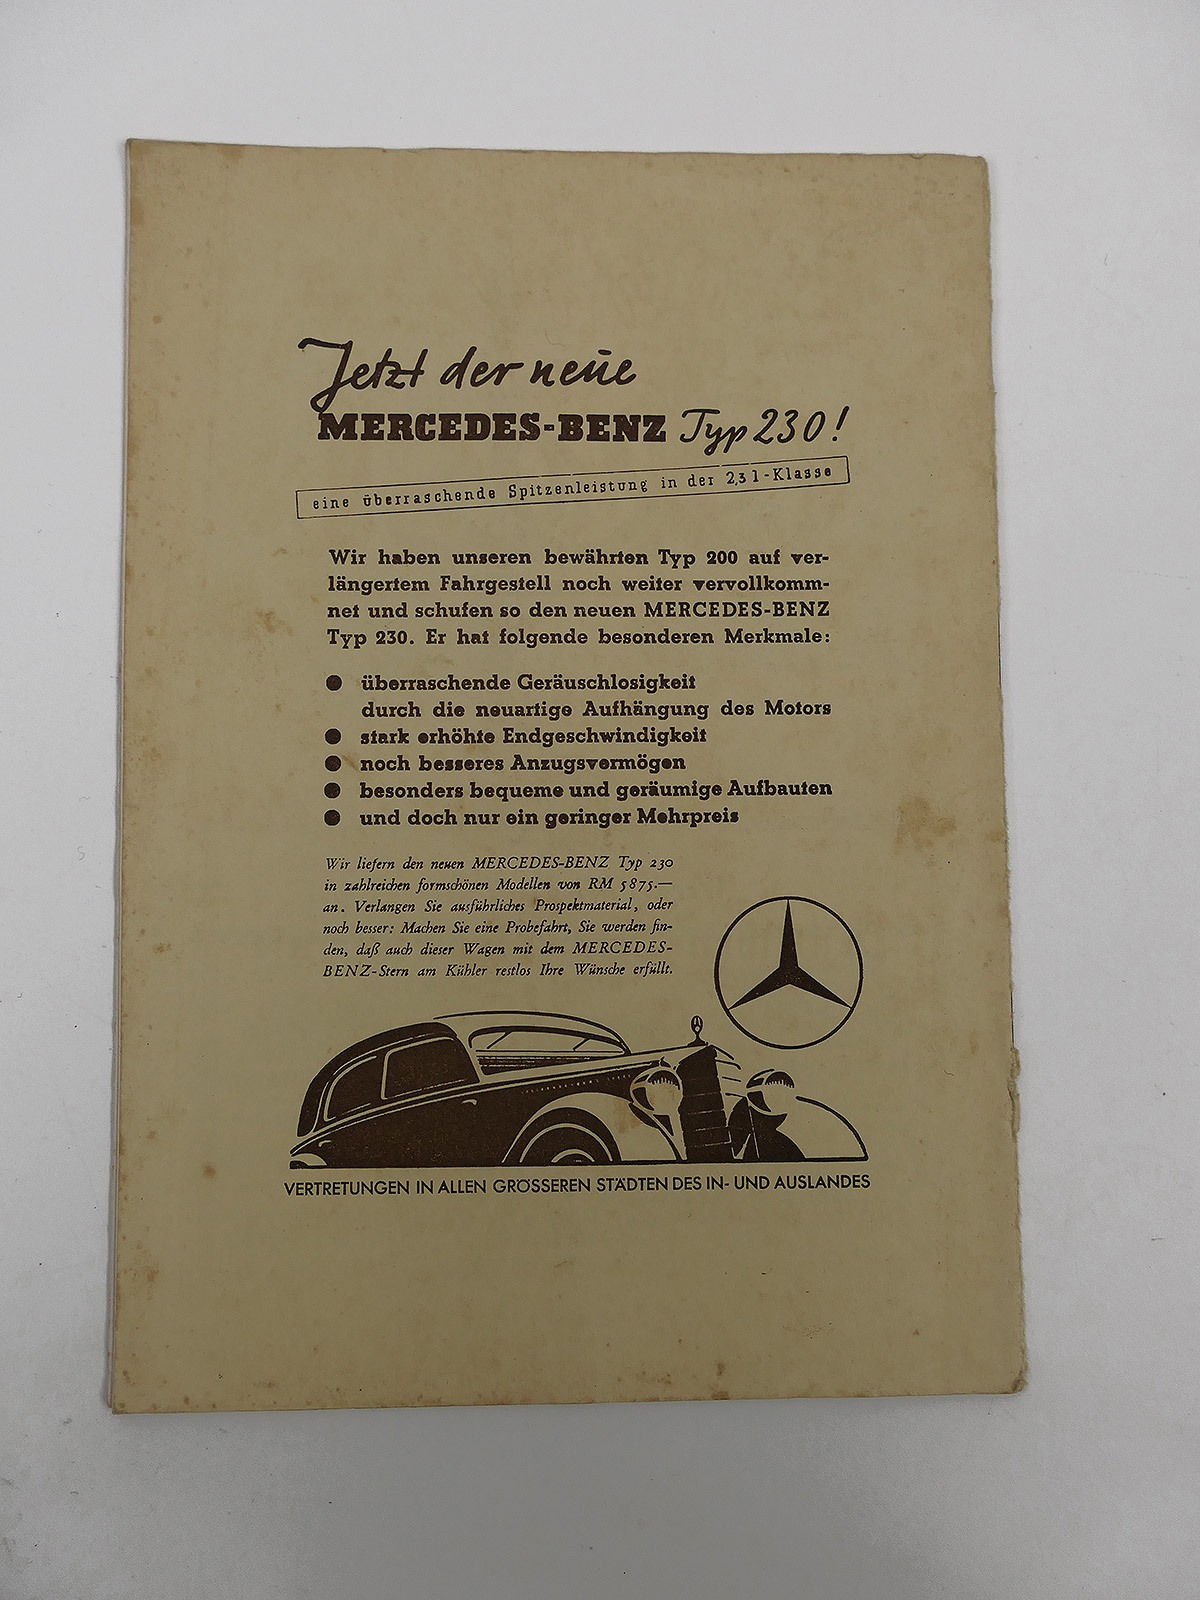 Jetzt der neue
MERCEDES-BENZ Typ 230!
eine überraschende Spitzenleistung in der 2,3 l-Klasse
Wir haben unseren bewährten Typ 200 auf ver-
längertem Fahrgestell noch weiter vervollkomm-
net und schufen so den neuen MERCEDES-BENZ
Typ 230. Er hat folgende besonderen Merkmale:
● überraschende Geräuschlosigkeit
durch die neuartige Aufhängung des Motors
● stark erhöhte Endgeschwindigkeit
● noch besseres Anzugsvermögen
● besonders bequeme und geräumige Aufbauten
● und doch nur ein geringer Mehrpreis
Wir liefern den neuen MERCEDES-BENZ Typ 230
in zahlreichen formschönen Modellen von RM 5875.—
an. Verlangen Sie ausführliches Prospektmaterial, oder
noch besser: Machen Sie eine Probefahrt, Sie werden fin-
den, daß auch dieser Wagen mit dem MERCEDES-
BENZ-Stern am Kühler restlos Ihre Wünsche erfüllt.
VERTRETUNGEN IN ALLEN GRÖSSEREN STÄDTEN DES IN- UND AUSLANDES